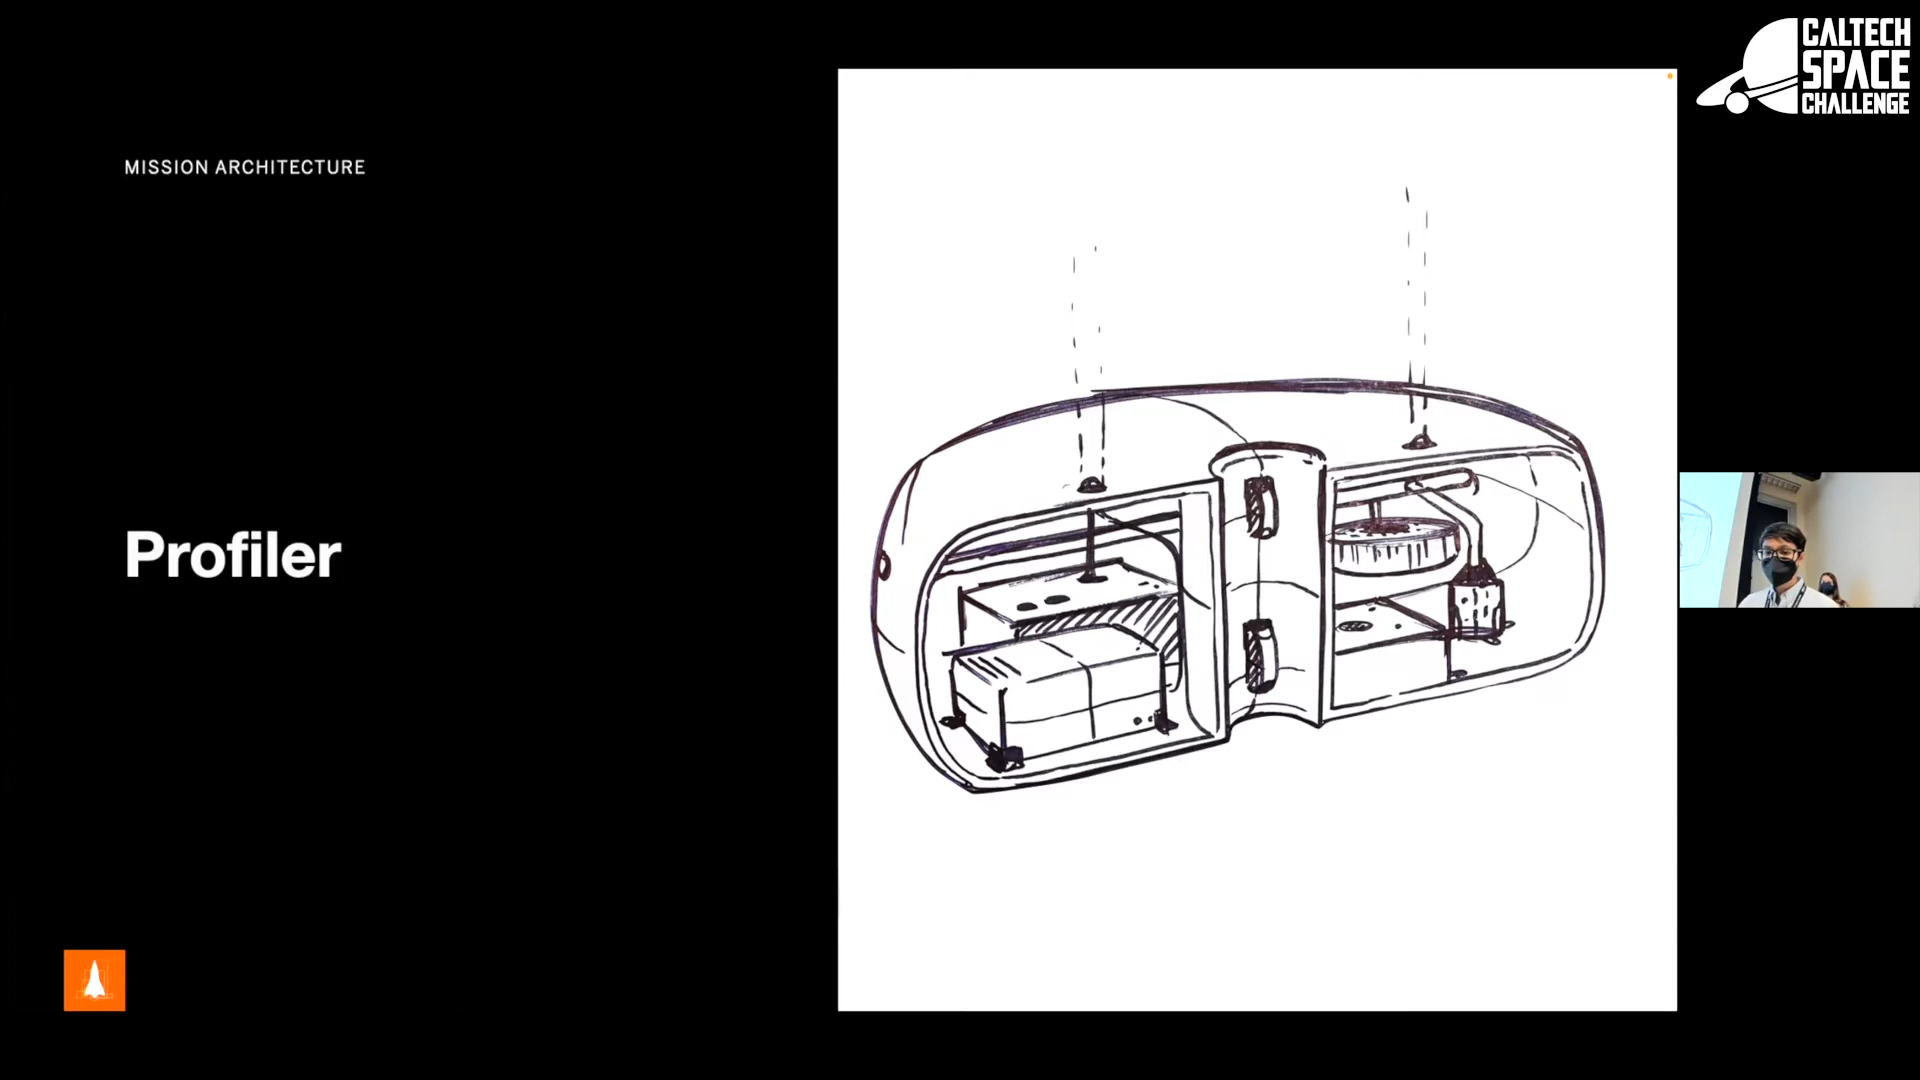 MISSION ARCHITECTURE
Profiler
CALTECH
SPACE
CHALLENGE